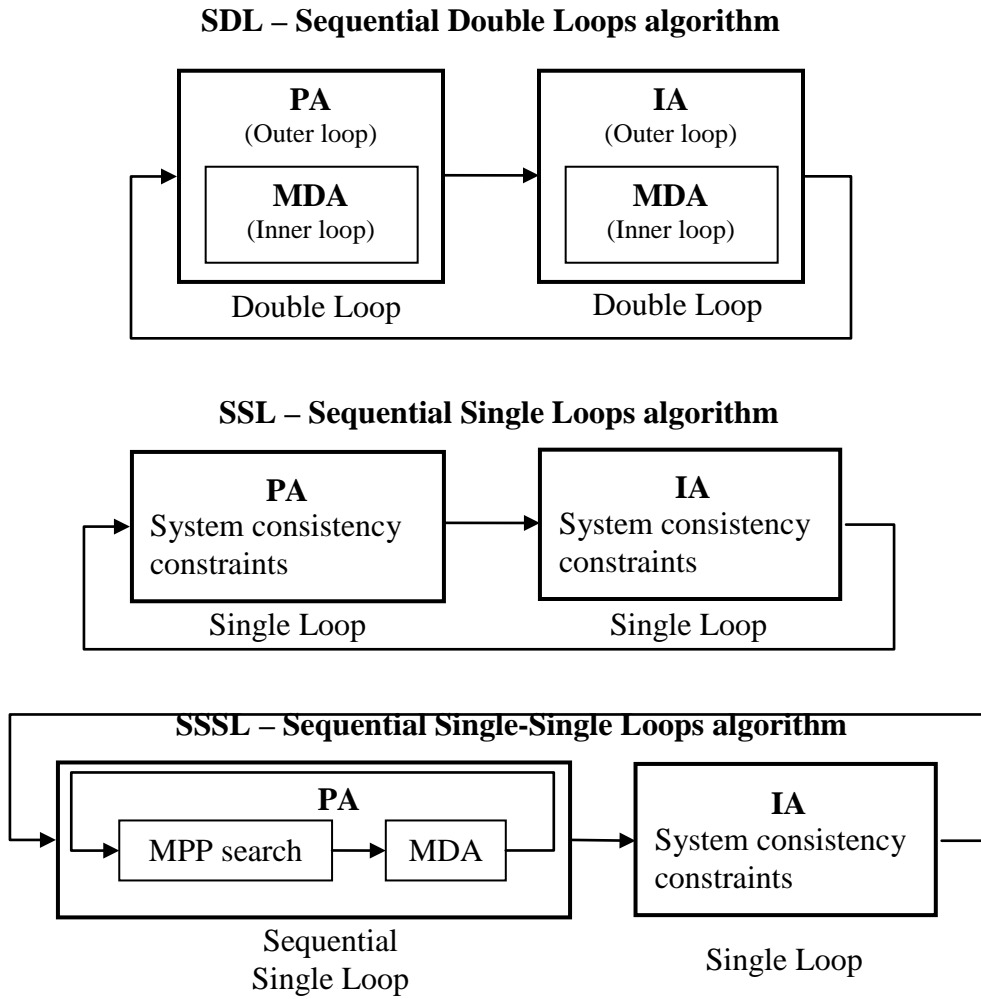 SDL – Sequential Double Loops algorithm
PA
(Outer loop)
MDA
(Inner loop)
Double Loop
IA
(Outer loop)
MDA
(Inner loop)
Double Loop
SSL – Sequential Single Loops algorithm
PA
System consistency
constraints
Single Loop
IA
System consistency
constraints
Single Loop
SSSL – Sequential Single-Single Loops algorithm
PA
MPP search
MDA
Sequential
Single Loop
IA
System consistency
constraints
Single Loop